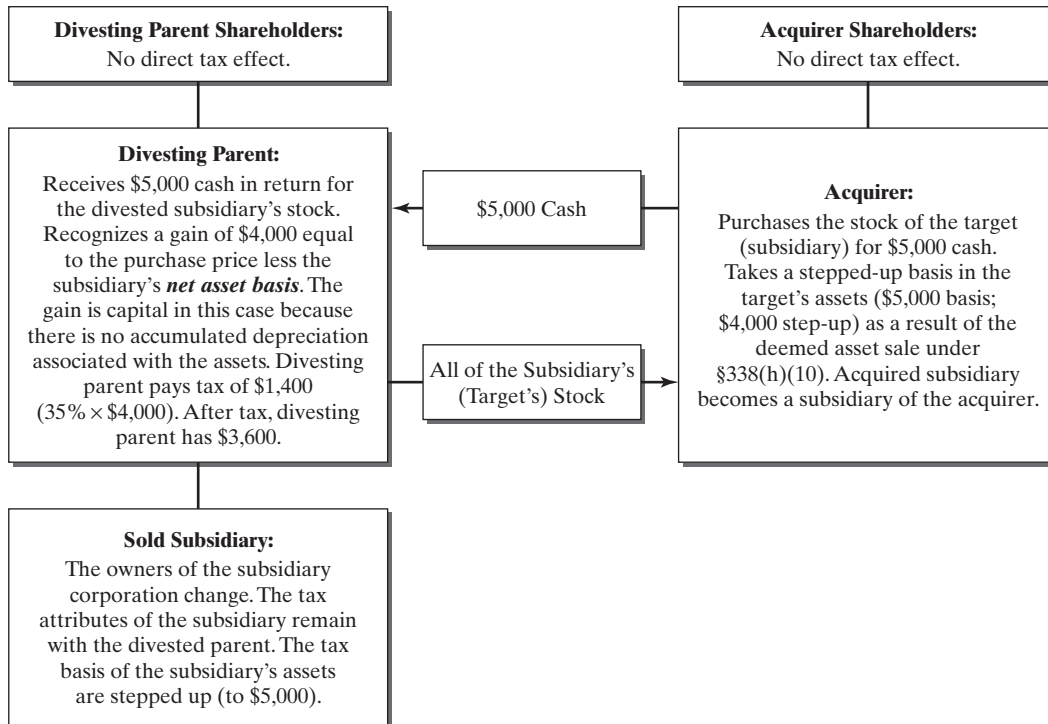 Divesting Parent Shareholders:
No direct tax effect.
Acquirer Shareholders:
No direct tax effect.
Divesting Parent:
Receives $5,000 cash in return for
the divested subsidiary's stock.
Recognizes a gain of $4,000 equal
to the purchase price less the
subsidiary's net asset basis. The
gain is capital in this case because
there is no accumulated depreciation
associated with the assets. Divesting
parent pays tax of $1,400
(35% × $4,000). After tax, divesting
parent has $3,600.
$5,000 Cash
All of the Subsidiary's
(Target's) Stock
Acquirer:
Purchases the stock of the target
(subsidiary) for $5,000 cash.
Takes a stepped-up basis in the
target's assets ($5,000 basis;
$4,000 step-up) as a result of the
deemed asset sale under
§338(h)(10). Acquired subsidiary
becomes a subsidiary of the acquirer.
Sold Subsidiary:
The owners of the subsidiary
corporation change. The tax
attributes of the subsidiary remain
with the divested parent. The tax
basis of the subsidiary's assets
are stepped up (to $5,000).